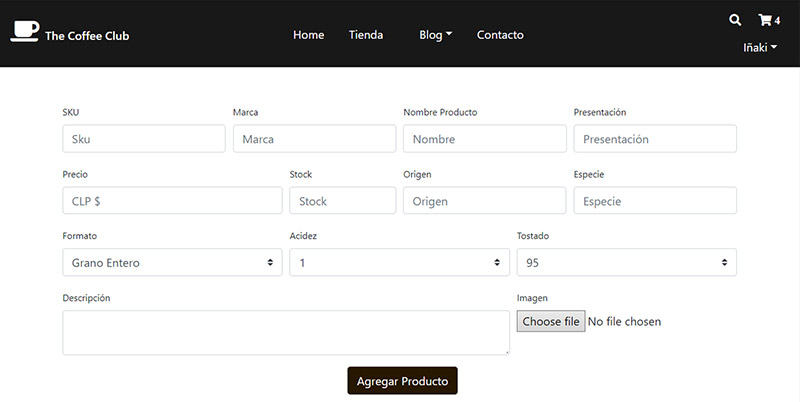 The Coffee Club
Home Tienda Blog Contacto
4
Iñaki
SKU Marca Nombre Producto Presentación
Sku Marca Nombre Presentación
Precio Stock Origen Especie
CLP $ Stock Origen Especie
Formato Acidez Tostado
Grano Entero 1 95
Descripción Imagen
Choose file No file chosen
Agregar Producto